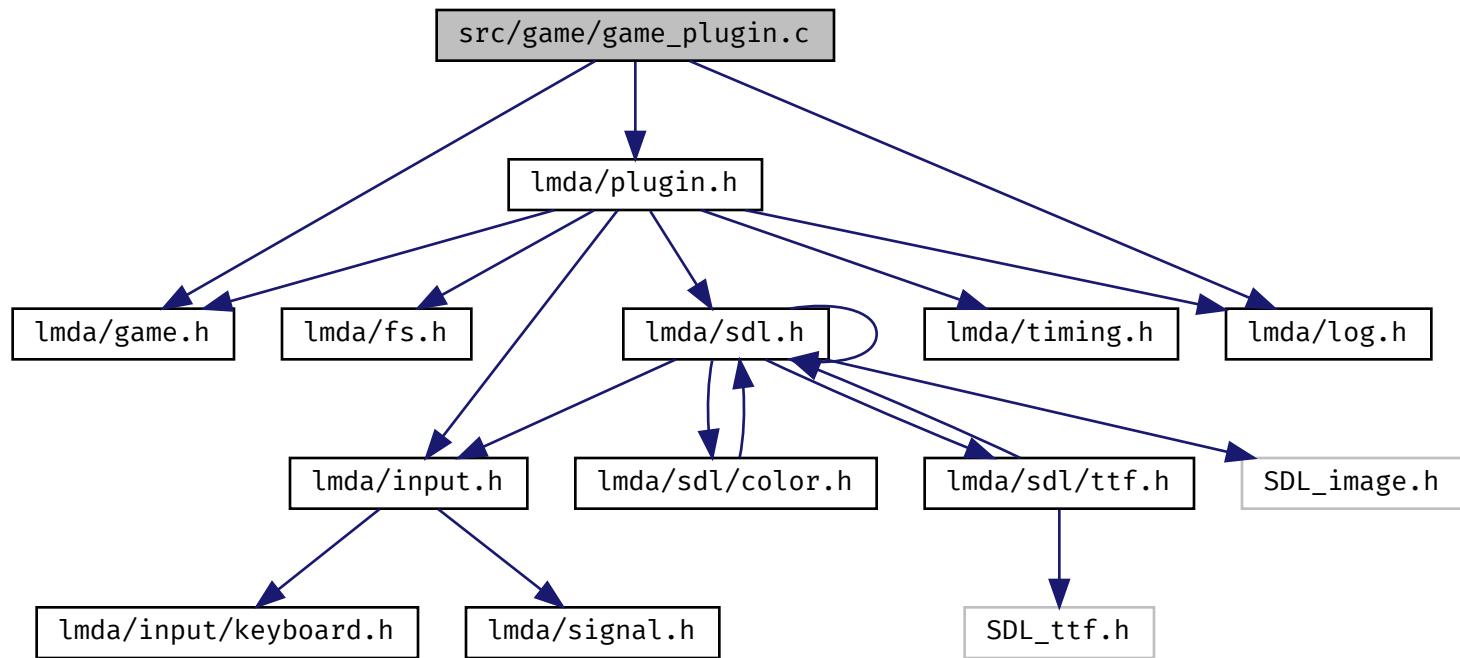 src/game/game_plugin.c
lmda/plugin.h
lmda/game.h
lmda/fs.h
lmda/sdl.h
lmda/timing.h
lmda/log.h
lmda/input.h
lmda/sdl/color.h
lmda/sdl/ttf.h
SDL_image.h
lmda/input/keyboard.h
lmda/signal.h
SDL_ttf.h